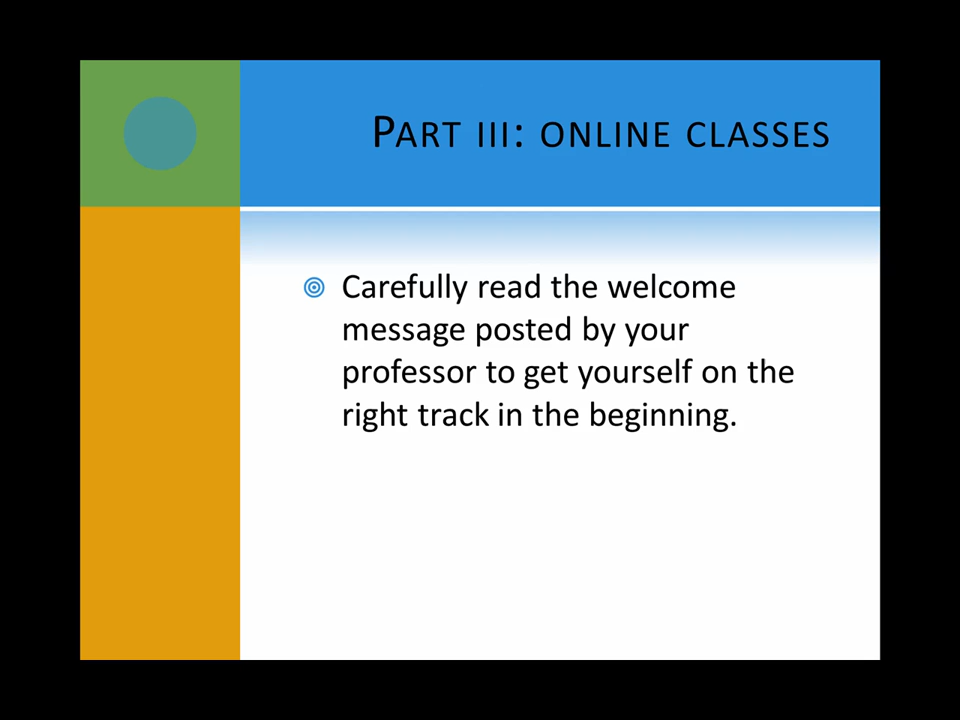 PART III: ONLINE CLASSES
Carefully read the welcome
message posted by your
professor to get yourself on the
right track in the beginning.